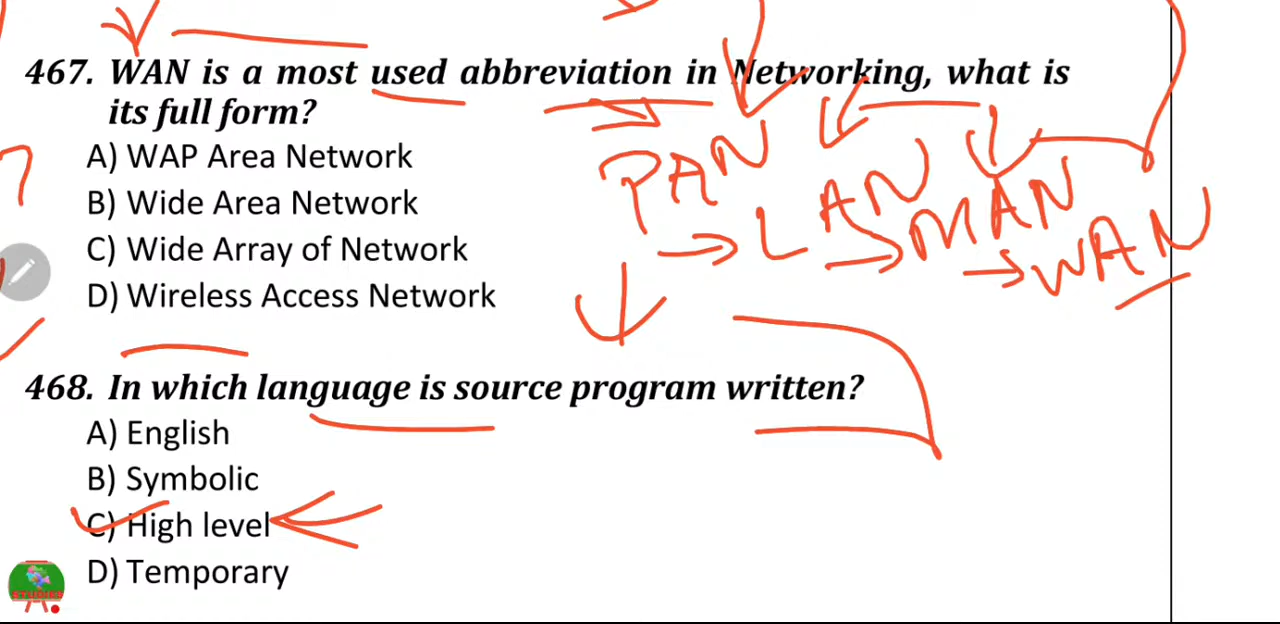 467. WAN is a most used abbreviation in Networking, what is
its full form?
A) WAP Area Network
B) Wide Area Network
C) Wide Array of Network
D) Wireless Access Network
PAN
→ LAN
→ MAN
→ WAN
468. In which language is source program written?
A) English
B) Symbolic
C) High level
D) Temporary
STUDIES